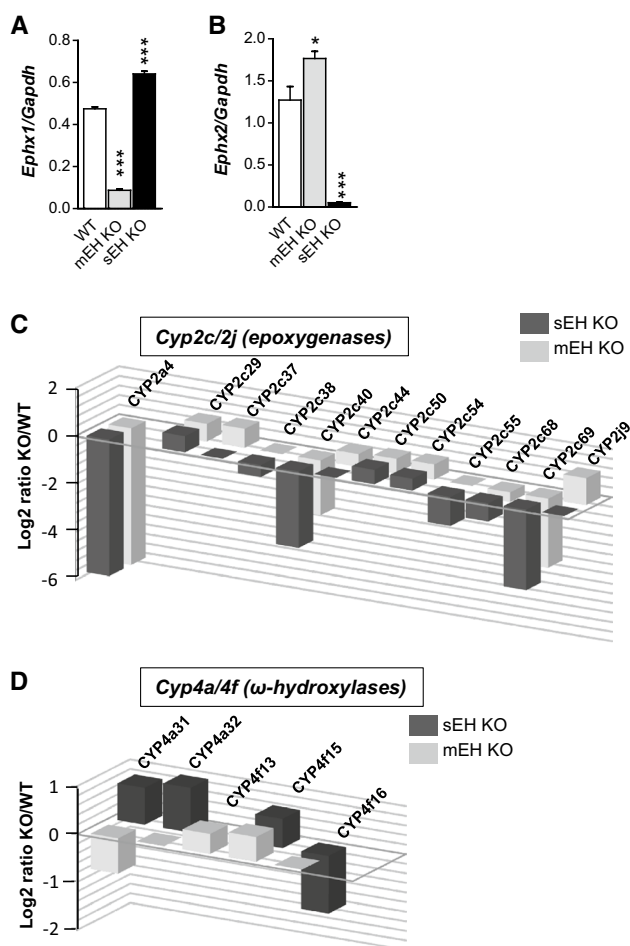 A
Ephx1/Gapdh
0.8
0.6
0.4
0.2
0.0
***
***
WT
mEH KO
sEH KO
B
Ephx2/Gapdh
2.0
1.5
1.0
0.5
0.0
*
***
WT
mEH KO
sEH KO
C
Cyp2c/2j (epoxygenases)
sEH KO
mEH KO
Log2 ratio KO/WT
2
0
-2
-4
-6
CYP2a4
CYP2c29
CYP2c37
CYP2c38
CYP2c40
CYP2c44
CYP2c50
CYP2c54
CYP2c55
CYP2c68
CYP2c69
CYP2j9
D
Cyp4a/4f (ω-hydroxylases)
sEH KO
mEH KO
Log2 ratio KO/WT
1
0
-1
-2
CYP4a31
CYP4a32
CYP4f13
CYP4f15
CYP4f16